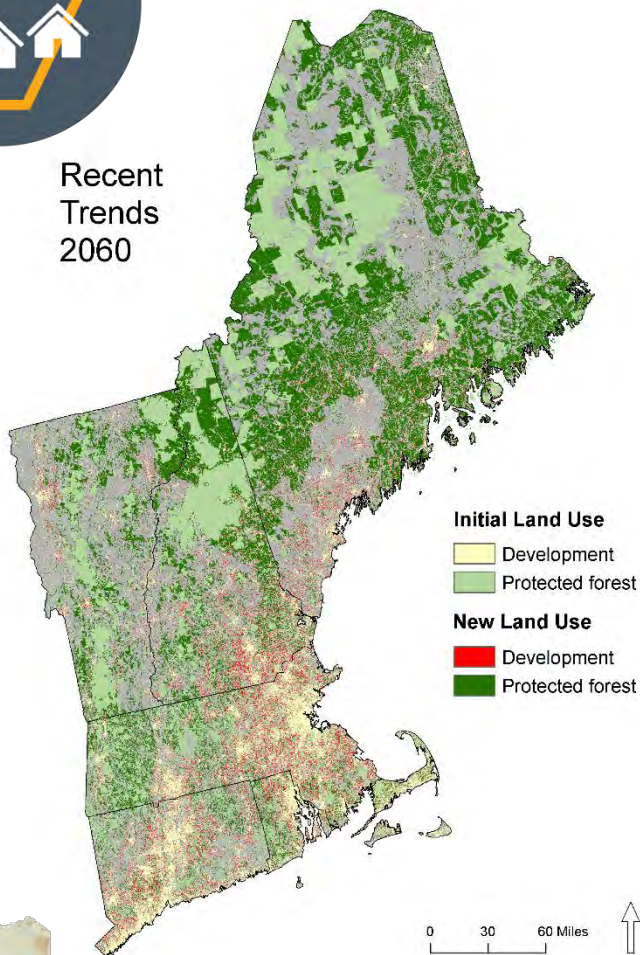 Recent
Trends
2060
Initial Land Use
Development
Protected forest
New Land Use
Development
Protected forest
0 30 60 Miles